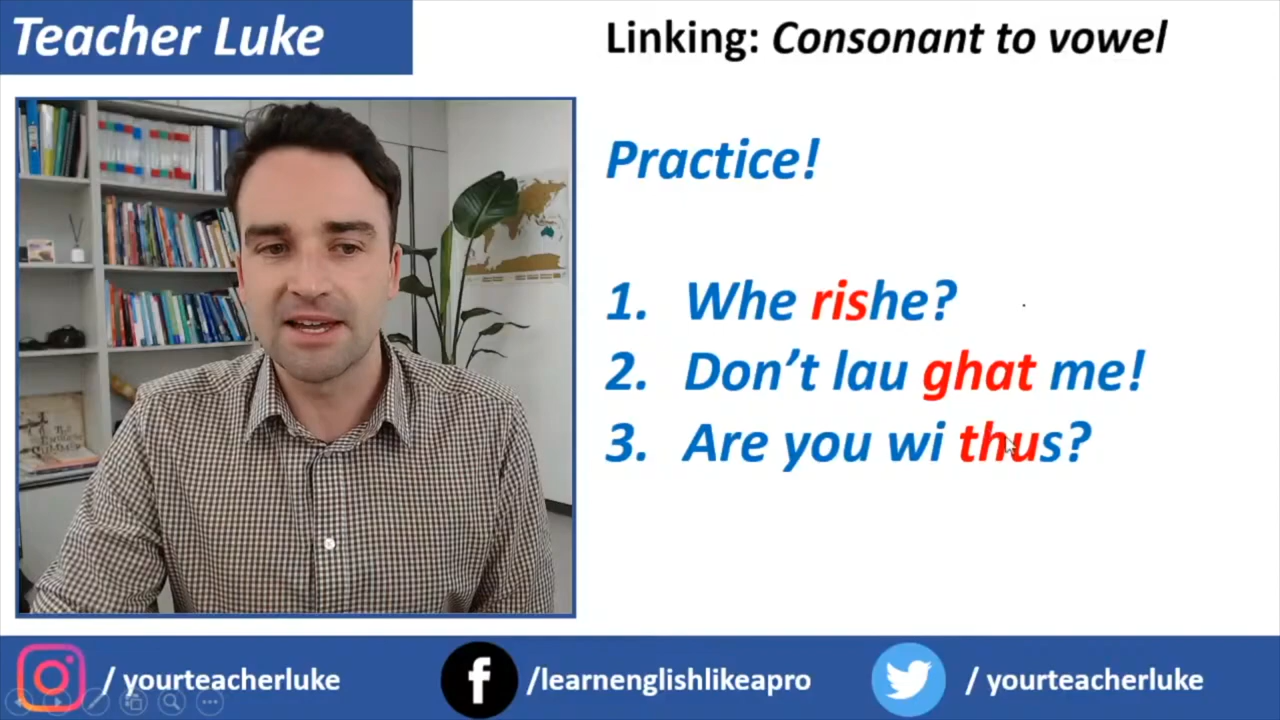 Teacher Luke
Linking: Consonant to vowel
Practice!
1. Whe rishe?
2. Don't lau ghat me!
3. Are you wi thus?
/ yourteacherluke
/learnenglishlikeapro
/ yourteacherluke